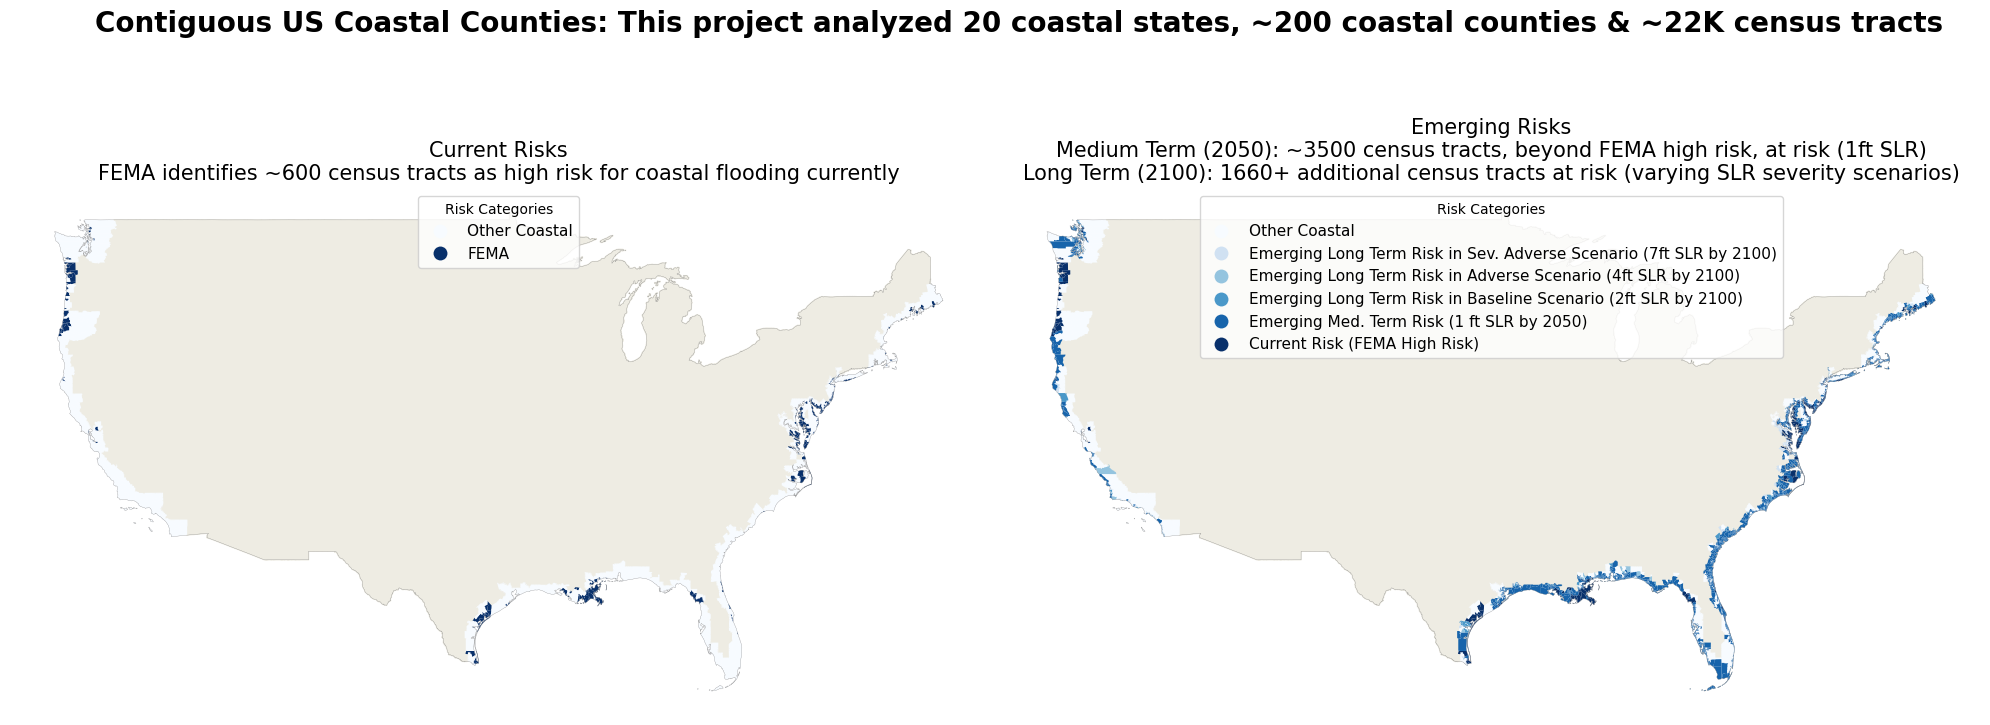 Contiguous US Coastal Counties: This project analyzed 20 coastal states, ~200 coastal counties & ~22K census tracts
Current Risks
FEMA identifies ~600 census tracts as high risk for coastal flooding currently
Risk Categories
Other Coastal
FEMA
Emerging Risks
Medium Term (2050): ~3500 census tracts, beyond FEMA high risk, at risk (1ft SLR)
Long Term (2100): 1660+ additional census tracts at risk (varying SLR severity scenarios)
Risk Categories
Other Coastal
Emerging Long Term Risk in Sev. Adverse Scenario (7ft SLR by 2100)
Emerging Long Term Risk in Adverse Scenario (4ft SLR by 2100)
Emerging Long Term Risk in Baseline Scenario (2ft SLR by 2100)
Emerging Med. Term Risk (1 ft SLR by 2050)
Current Risk (FEMA High Risk)